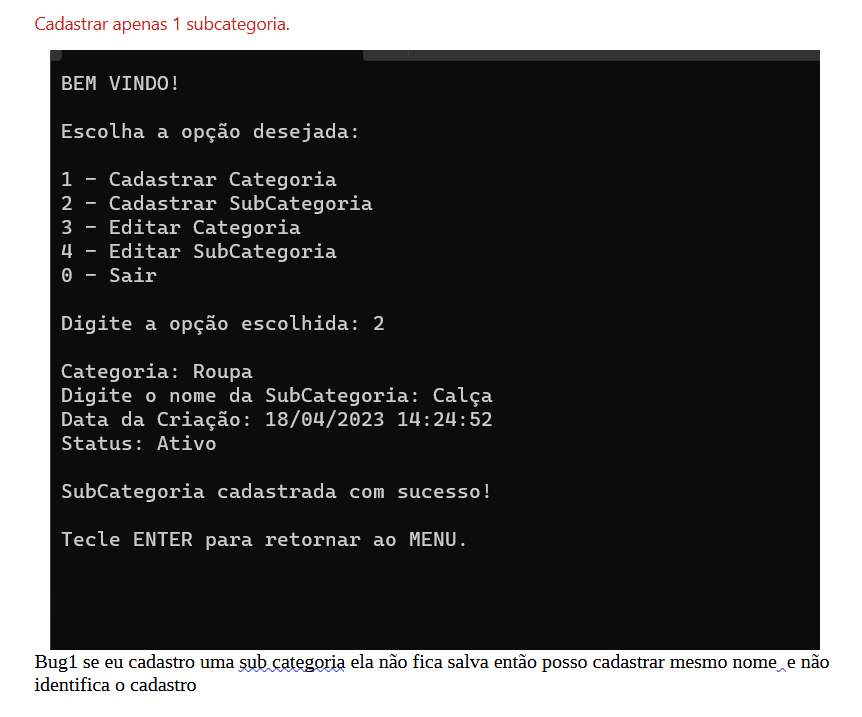 Cadastrar apenas 1 subcategoria.
BEM VINDO!
Escolha a opção desejada:
1 - Cadastrar Categoria
2 - Cadastrar SubCategoria
3 - Editar Categoria
4 - Editar SubCategoria
0 - Sair
Digite a opção escolhida: 2
Categoria: Roupa
Digite o nome da SubCategoria: Calça
Data da Criação: 18/04/2023 14:24:52
Status: Ativo
SubCategoria cadastrada com sucesso!
Tecle ENTER para retornar ao MENU.
Bug1 se eu cadastro uma sub categoria ela não fica salva então posso cadastrar mesmo nome  e não
identifica o cadastro